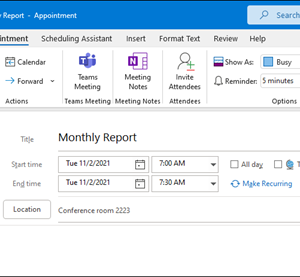 y Report - Appointment
Search
ntment Scheduling Assistant Insert Format Text Review
Calendar
Forward
Teams Meeting
Meeting Notes
Invite Attendees
Show As: Busy
Reminder: 5 minutes
Actions Teams Meeting Meeting Notes Attendees Options
Title Monthly Report
Start time Tue 11/2/2021 7:00 AM All day T
End time Tue 11/2/2021 7:30 AM Make Recurring
Location Conference room 2223